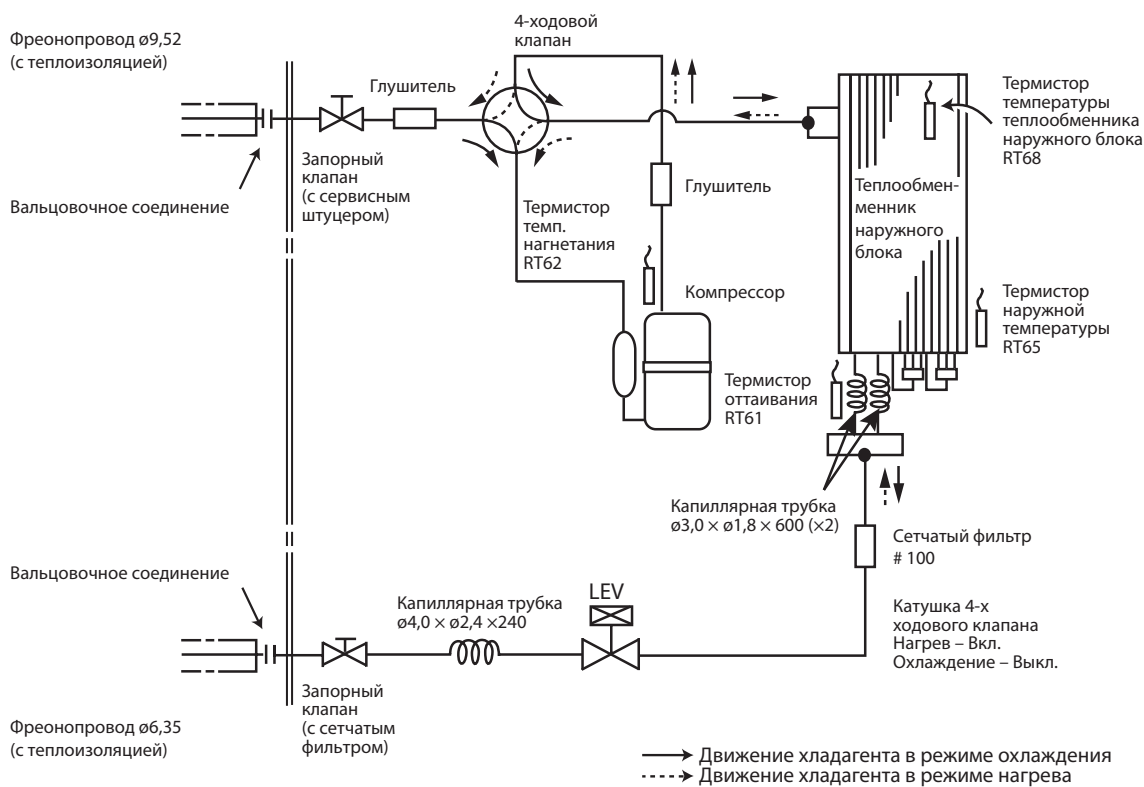 4-ходовой
клапан
Фреонопровод ø9,52
(с теплоизоляцией)
Глушитель
Термистор
температуры
теплообменника
наружного блока
RT68
Запорный
клапан
(с сервисным
штуцером)
Вальцовочное соединение
Глушитель
Теплообмен-
менник
наружного
блока
Термистор
темп.
нагнетания
RT62
Компрессор
Термистор
наружной
температуры
RT65
Термистор
оттаивания
RT61
Капиллярная трубка
ø3,0 × ø1,8 × 600 (×2)
Сетчатый фильтр
# 100
Вальцовочное соединение
Капиллярная трубка
ø4,0 × ø2,4 ×240
LEV
Катушка 4-х
ходового клапана
Нагрев – Вкл.
Охлаждение – Выкл.
Запорный
клапан
(с сетчатым
фильтром)
Фреонопровод ø6,35
(с теплоизоляцией)
Движение хладагента в режиме охлаждения
Движение хладагента в режиме нагрева